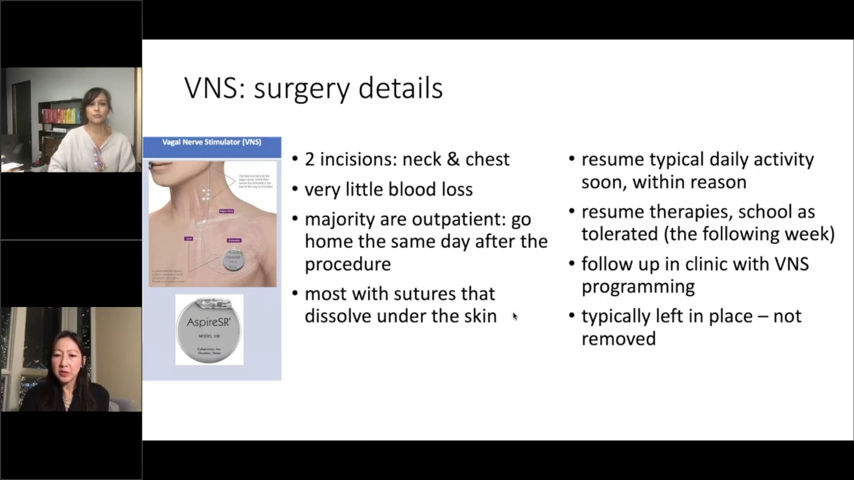 VNS: surgery details
Vagal Nerve Stimulator (VNS)
AspireSR
• 2 incisions: neck & chest
• very little blood loss
• majority are outpatient: go
home the same day after the
procedure
• most with sutures that
dissolve under the skin
• resume typical daily activity
soon, within reason
• resume therapies, school as
tolerated (the following week)
• follow up in clinic with VNS
programming
• typically left in place – not
removed